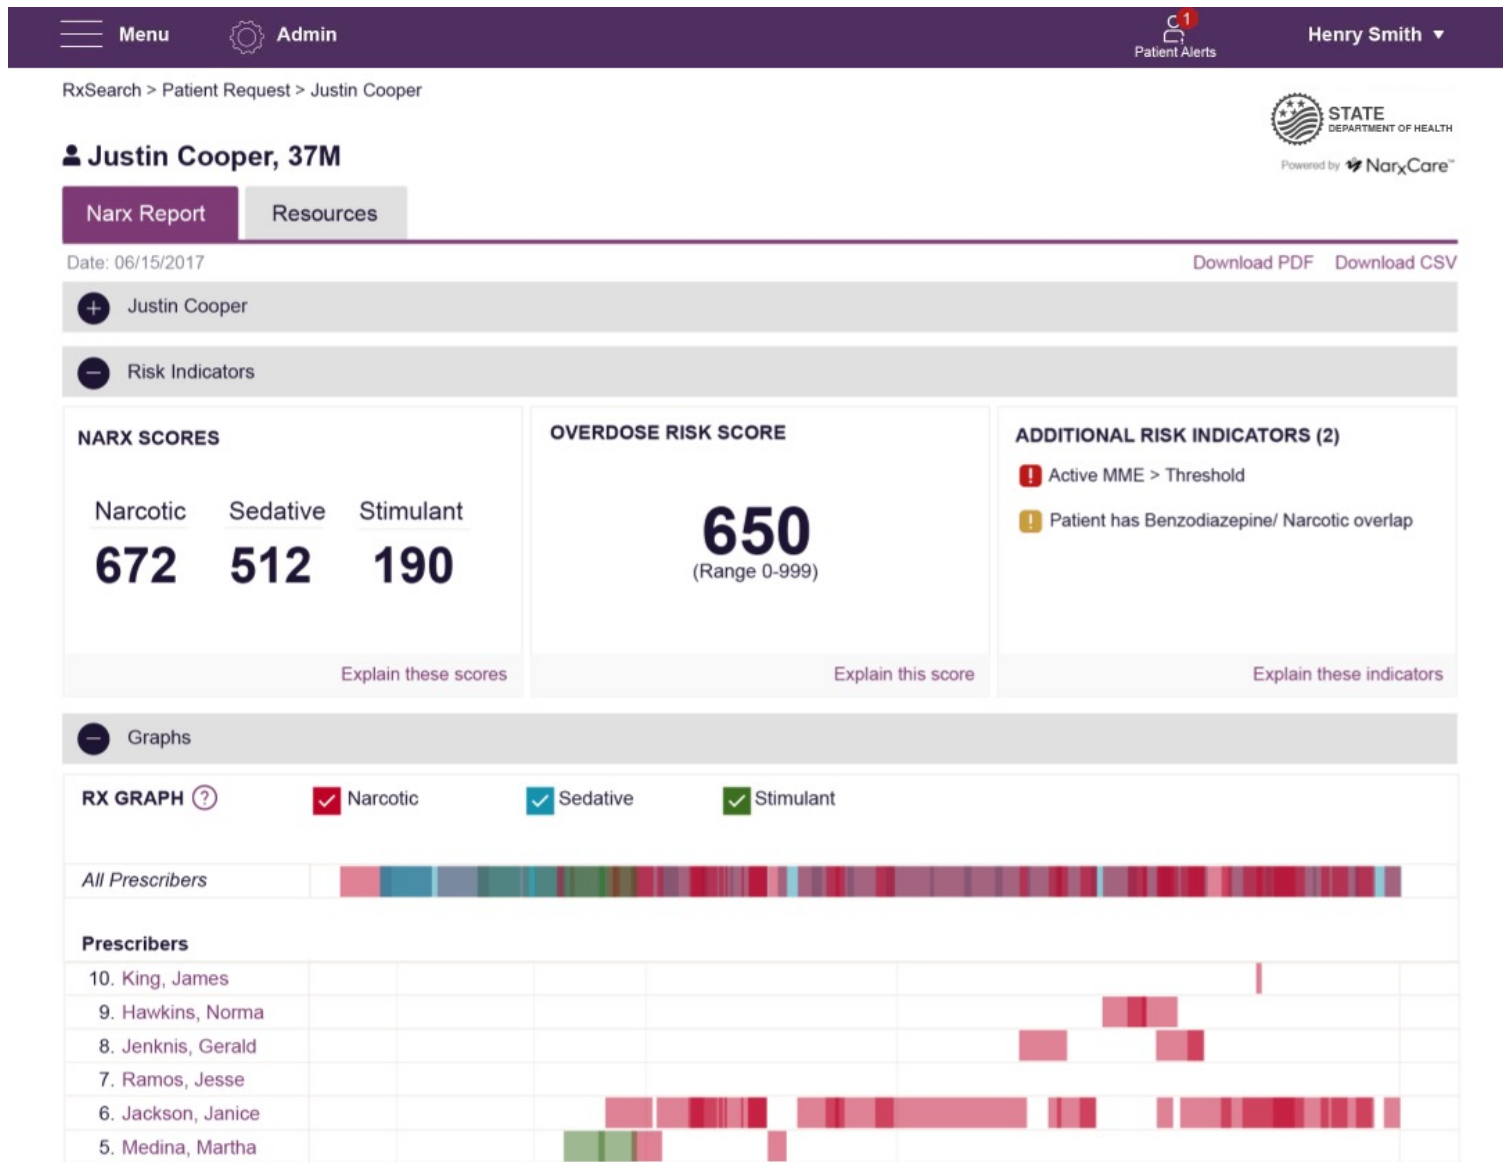 Menu Admin 1 Patient Alerts Henry Smith
RxSearch > Patient Request > Justin Cooper
STATE
DEPARTMENT OF HEALTH
Justin Cooper, 37M
Powered by NarxCare™
Narx Report Resources
Date: 06/15/2017 Download PDF Download CSV
Justin Cooper
Risk Indicators
NARX SCORES
Narcotic Sedative Stimulant
672 512 190
Explain these scores
OVERDOSE RISK SCORE
650
(Range 0-999)
Explain this score
ADDITIONAL RISK INDICATORS (2)
! Active MME > Threshold
! Patient has Benzodiazepine/ Narcotic overlap
Explain these indicators
Graphs
RX GRAPH ? Narcotic Sedative Stimulant
All Prescribers
Prescribers
10. King, James
9. Hawkins, Norma
8. Jenknis, Gerald
7. Ramos, Jesse
6. Jackson, Janice
5. Medina, Martha